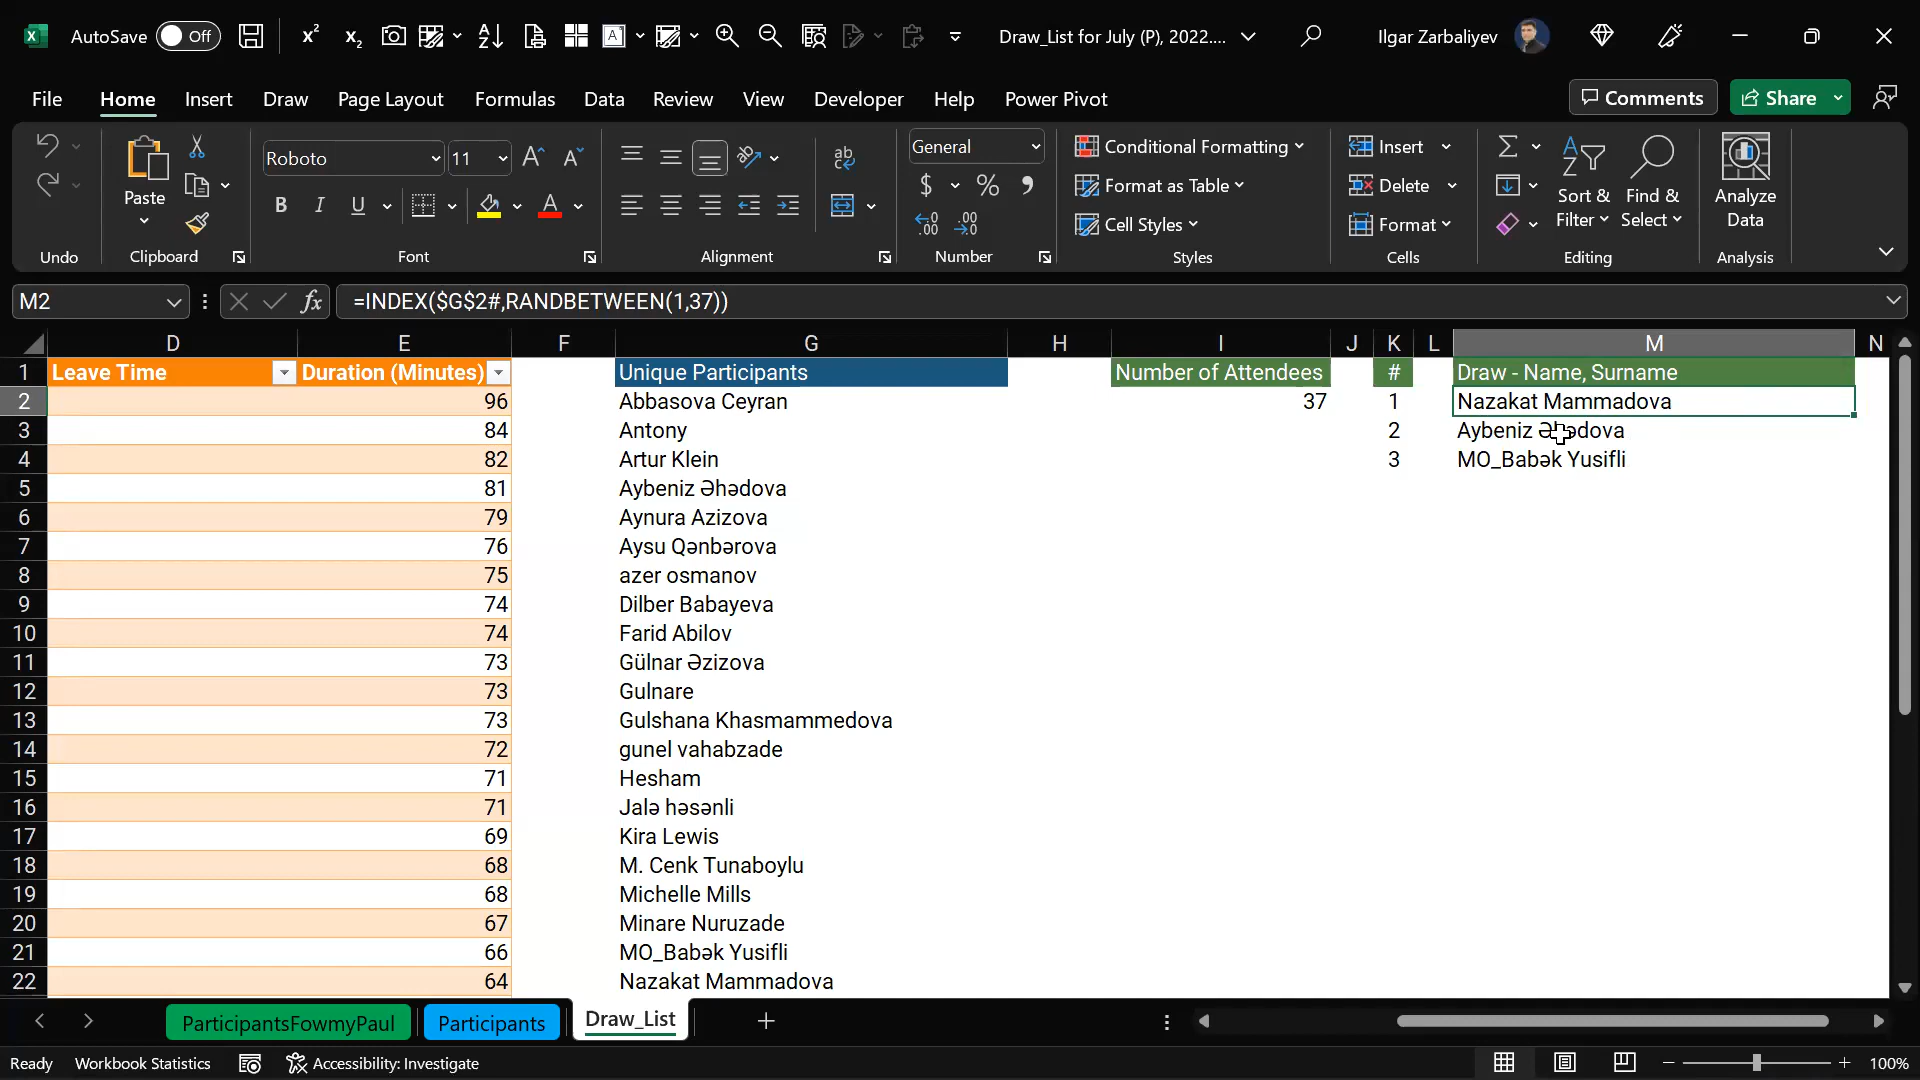 AutoSave Off Draw_List for July (P), 2022.... Ilgar Zarbaliyev
File Home Insert Draw Page Layout Formulas Data Review View Developer Help Power Pivot Comments Share
Undo
Paste
Clipboard
Roboto 11
B I U
Font
ab
Alignment
General
$ % ,
Number
Conditional Formatting
Format as Table
Cell Styles
Styles
Insert
Delete
Format
Cells
Sort & Filter
Find & Select
Editing
Analyze Data
Analysis
M2 fx =INDEX($G$2#,RANDBETWEEN(1,37))
D E F G H I J K L M N
1 Leave Time Duration (Minutes) Unique Participants Number of Attendees # Draw - Name, Surname
2 96 Abbasova Ceyran 37 1 Nazakat Mammadova
3 84 Antony 2 Aybeniz Əhədova
4 82 Artur Klein 3 MO_Babək Yusifli
5 81 Aybeniz Əhədova
6 79 Aynura Azizova
7 76 Aysu Qənbərova
8 75 azer osmanov
9 74 Dilber Babayeva
10 74 Farid Abilov
11 73 Gülnar Əzizova
12 73 Gulnare
13 73 Gulshana Khasmammedova
14 72 gunel vahabzade
15 71 Hesham
16 71 Jalə həsənli
17 69 Kira Lewis
18 68 M. Cenk Tunaboylu
19 68 Michelle Mills
20 67 Minare Nuruzade
21 66 MO_Babək Yusifli
22 64 Nazakat Mammadova
ParticipantsFowmyPaul Participants Draw_List
Ready Workbook Statistics Accessibility: Investigate 100%